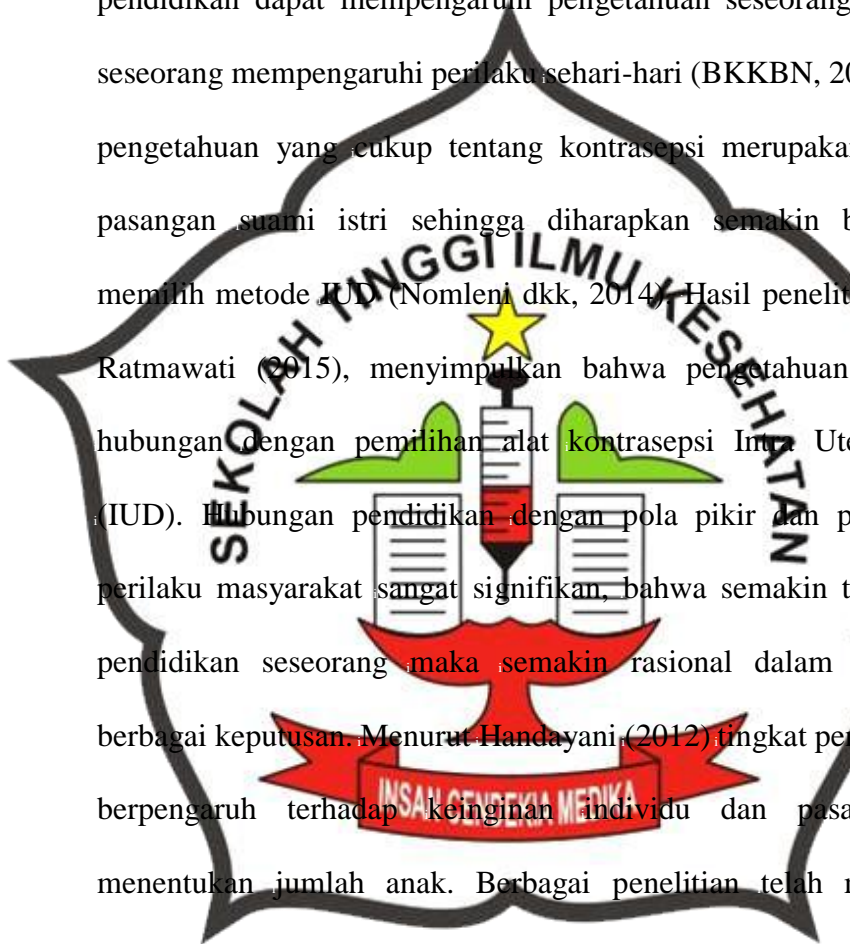 pendidikan dapat mempengaruhi pengetahuan seseorang
seseorang mempengaruhi perilaku sehari-hari (BKKBN, 20
pengetahuan yang cukup tentang kontrasepsi merupaka
pasangan suami istri sehingga diharapkan semakin b
memilih metode IUD (Nomleni dkk, 2014). Hasil penelit
Ratmawati (2015), menyimpulkan bahwa pengetahuan
hubungan dengan pemilihan alat kontrasepsi Intra Ute
(IUD). Hubungan pendidikan dengan pola pikir dan p
perilaku masyarakat sangat signifikan, bahwa semakin t
pendidikan seseorang maka semakin rasional dalam
berbagai keputusan. Menurut Handayani (2012) tingkat pe
berpengaruh terhadap keinginan individu dan pasa
menentukan jumlah anak. Berbagai penelitian telah
SEKOLAH TINGGI ILMU KESEHATAN
INSAN CENDEKIA MEDIKA